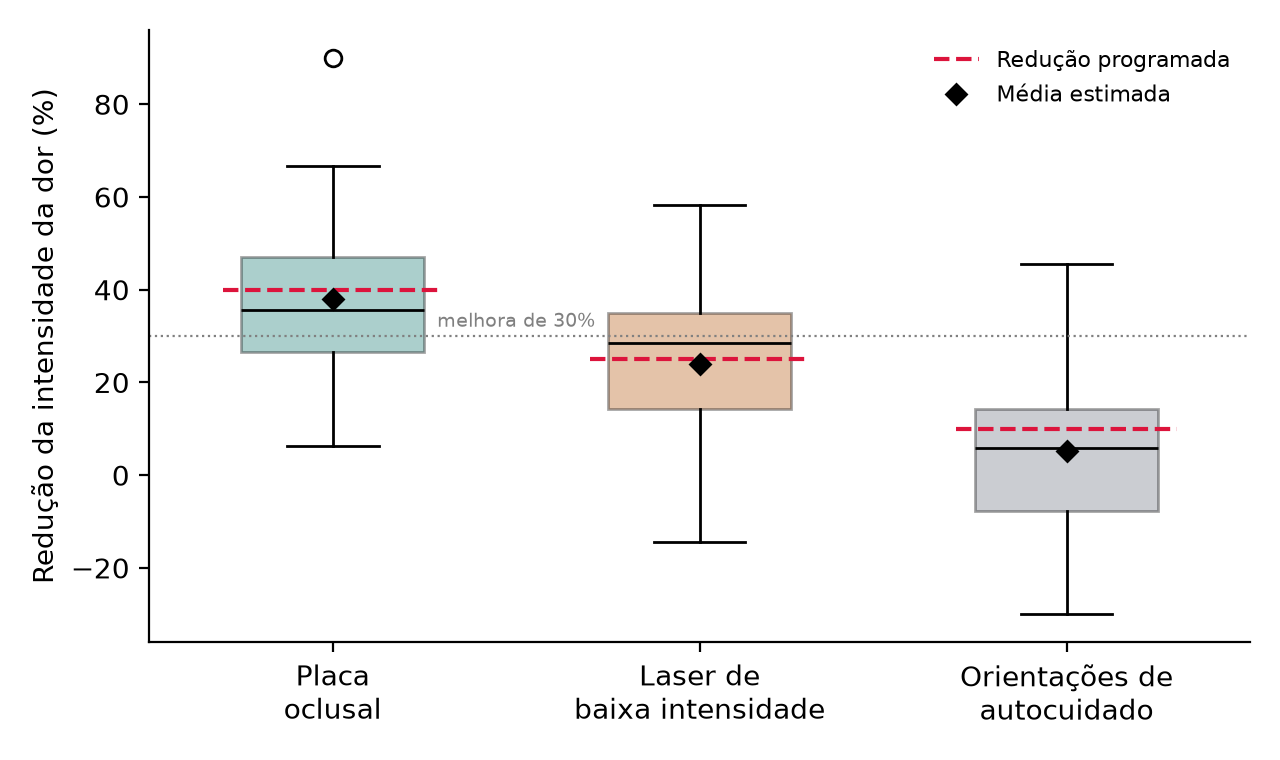 Redução da intensidade da dor (%)
80
60
40
20
0
−20
Redução programada
Média estimada
melhora de 30%
Placa
oclusal
Laser de
baixa intensidade
Orientações de
autocuidado